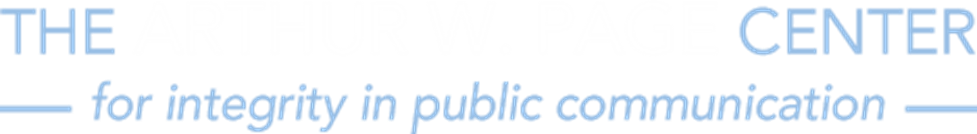 THE CENTER
for integrity in public communication